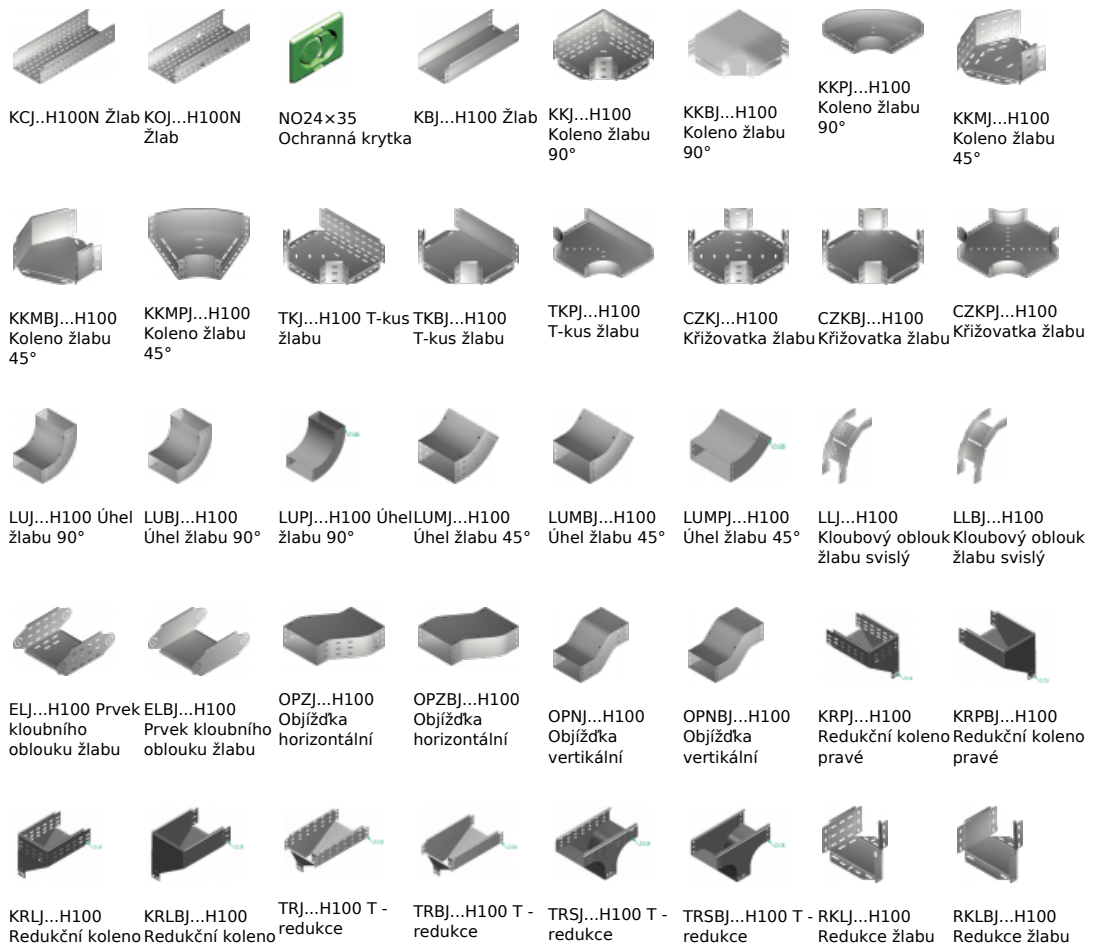 KCJ...H100N Žlab
KOJ...H100N
Žlab
NO24×35
Ochranná krytka
KBJ...H100 Žlab
KKJ...H100
Koleno žlabu
90°
KKBJ...H100
Koleno žlabu
90°
KKPJ...H100
Koleno žlabu
90°
KKMJ...H100
Koleno žlabu
45°
KKMBJ...H100
Koleno žlabu
45°
KKMPJ...H100
Koleno žlabu
45°
TKJ...H100 T-kus
žlabu
TKBJ...H100
T-kus žlabu
TKPJ...H100
T-kus žlabu
CZKJ...H100
Křižovatka žlabu
CZKBJ...H100
Křižovatka žlabu
CZKPJ...H100
Křižovatka žlabu
LUJ...H100 Úhel
žlabu 90°
LUBJ...H100
Úhel žlabu 90°
LUPJ...H100 Úhel
žlabu 90°
LUMJ...H100
Úhel žlabu 45°
LUMBJ...H100
Úhel žlabu 45°
LUMPJ...H100
Úhel žlabu 45°
LLJ...H100
Kloubový oblouk
žlabu svislý
LLBJ...H100
Kloubový oblouk
žlabu svislý
ELJ...H100 Prvek
kloubního
oblouku žlabu
ELBJ...H100
Prvek kloubního
oblouku žlabu
OPZJ...H100
Objížďka
horizontální
OPZBJ...H100
Objížďka
horizontální
OPNJ...H100
Objížďka
vertikální
OPNBJ...H100
Objížďka
vertikální
KRPJ...H100
Redukční koleno
pravé
KRPBJ...H100
Redukční koleno
pravé
KRLJ...H100
Redukční koleno
KRLBJ...H100
Redukční koleno
TRJ...H100 T -
redukce
TRBJ...H100 T -
redukce
TRSJ...H100 T -
redukce
TRSBJ...H100 T -
redukce
RKLJ...H100
Redukce žlabu
RKLBJ...H100
Redukce žlabu